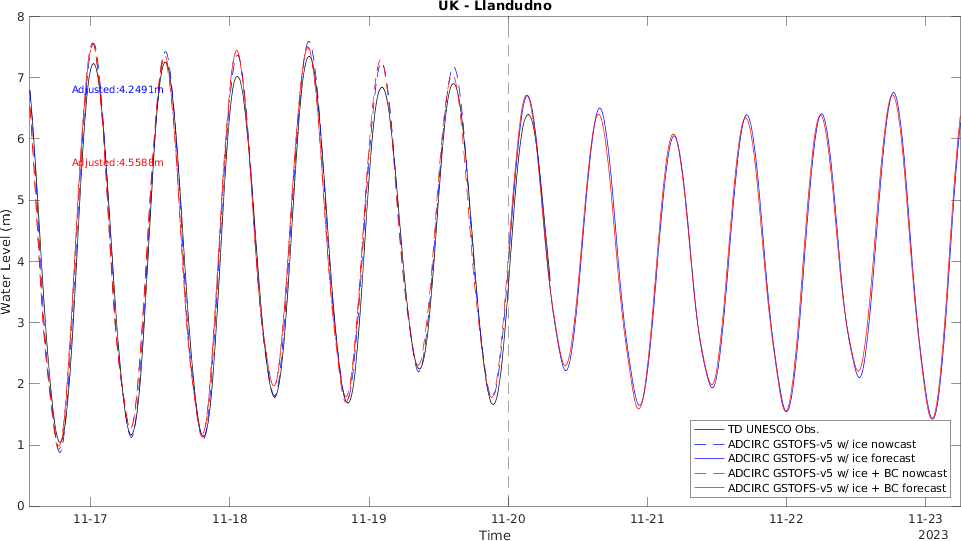 UK - Llandudno
8
7
6
5
4
3
2
1
0
Water Level (m)
Adjusted:4.2491m
Adjusted:4.5588m
TD UNESCO Obs.
ADCIRC GSTOFS-v5 w/ ice nowcast
ADCIRC GSTOFS-v5 w/ ice forecast
ADCIRC GSTOFS-v5 w/ ice + BC nowcast
ADCIRC GSTOFS-v5 w/ ice + BC forecast
11-17 11-18 11-19 11-20 11-21 11-22 11-23
Time
2023